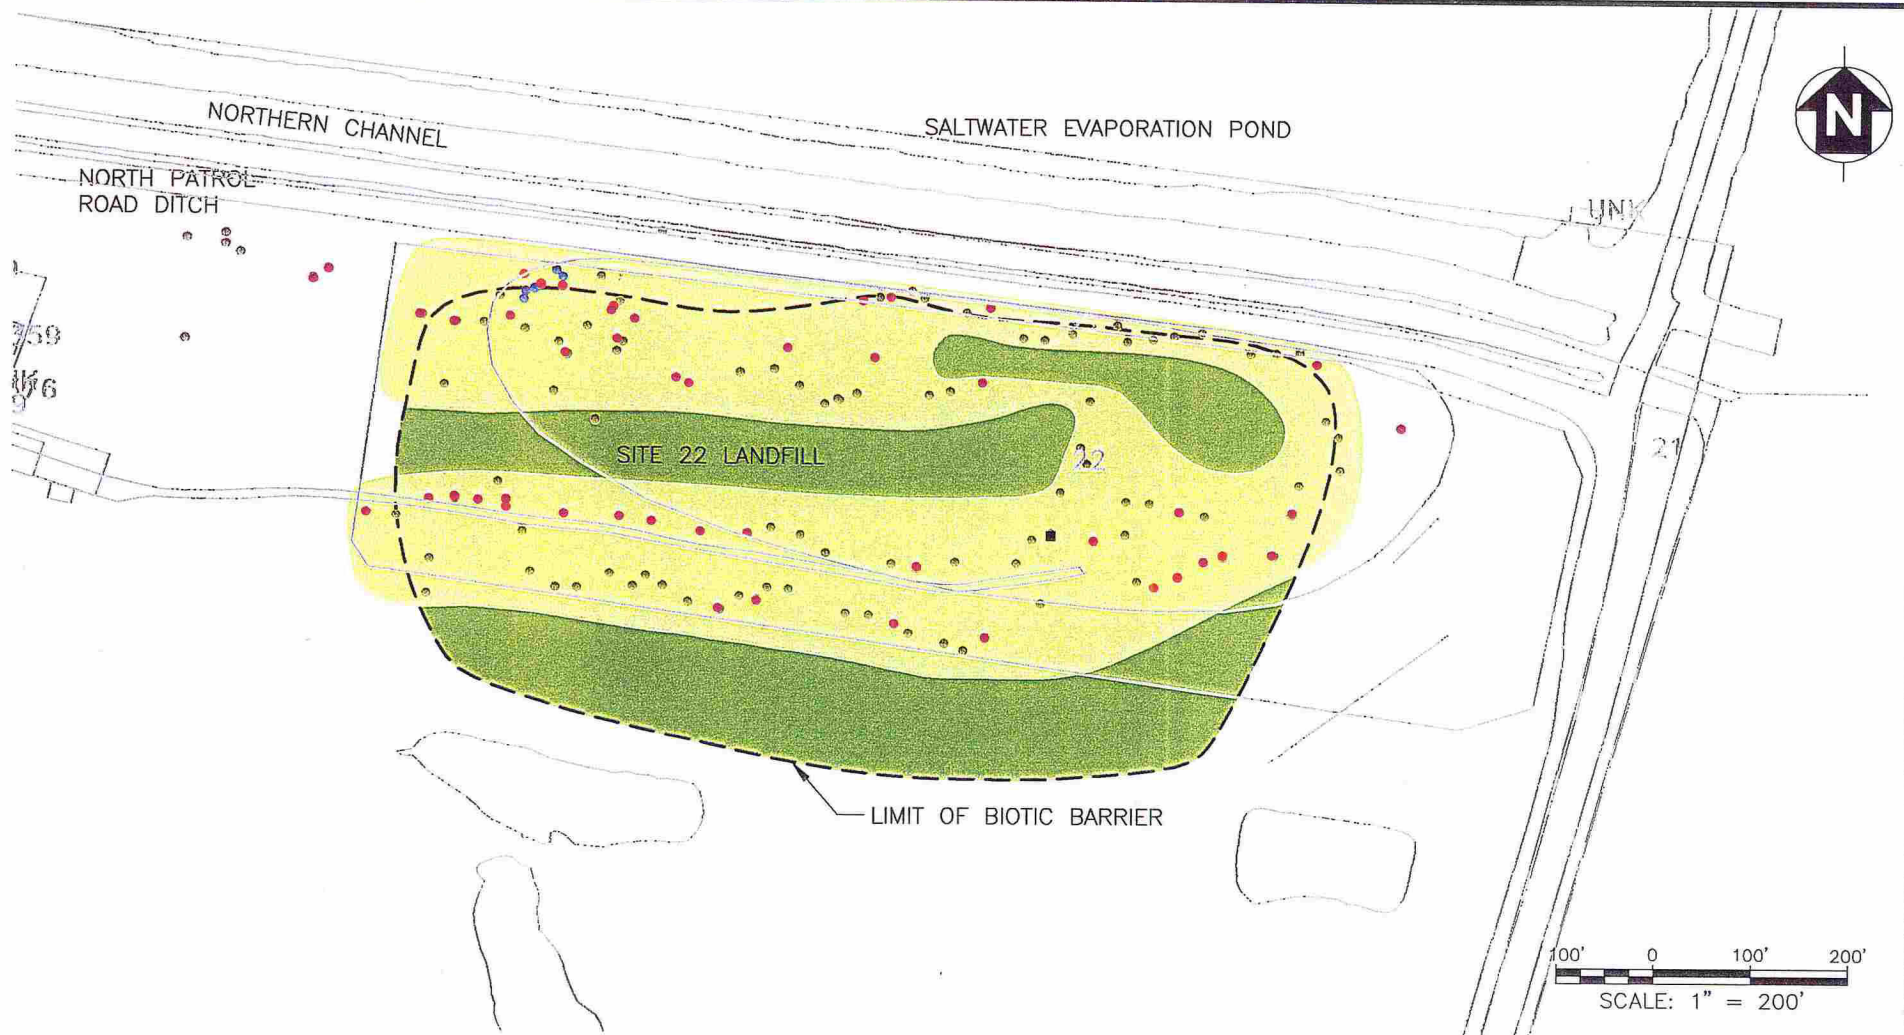 N
NORTHERN CHANNEL
SALTWATER EVAPORATION POND
NORTH PATROL
ROAD DITCH
UNK
21
SITE 22 LANDFILL
22
LIMIT OF BIOTIC BARRIER
100' 0 100' 200'
SCALE: 1" = 200'